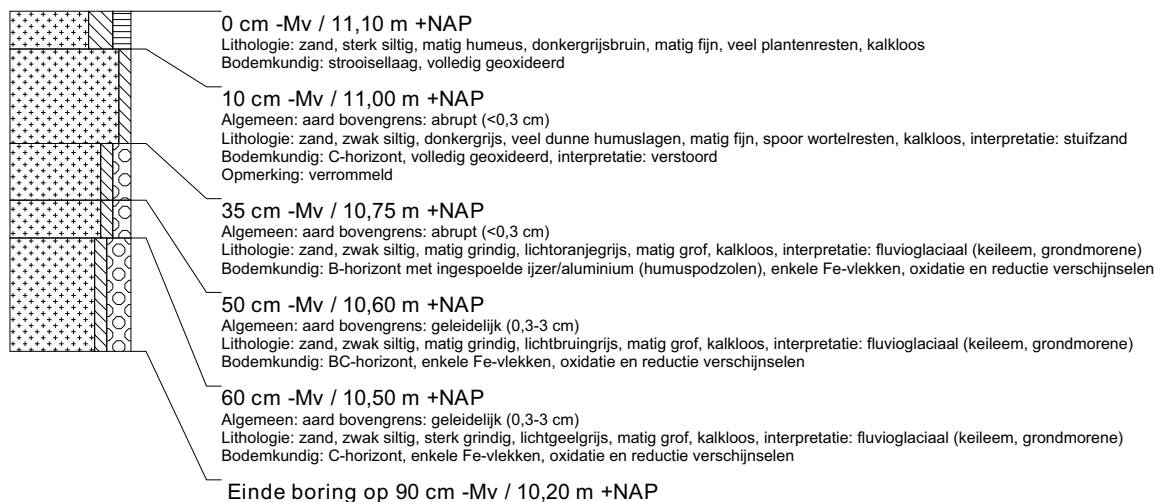 0 cm -Mv / 11,10 m +NAP
Lithologie: zand, sterk siltig, matig humeus, donkergrijsbruin, matig fijn, veel plantenresten, kalkloos
Bodemkundig: strooisellaag, volledig geoxideerd
10 cm -Mv / 11,00 m +NAP
Algemeen: aard bovengrens: abrupt (<0,3 cm)
Lithologie: zand, zwak siltig, donkergrijs, veel dunne humuslagen, matig fijn, spoor wortelresten, kalkloos, interpretatie: stuifzand
Bodemkundig: C-horizont, volledig geoxideerd, interpretatie: verstoord
Opmerking: verrommeld
35 cm -Mv / 10,75 m +NAP
Algemeen: aard bovengrens: abrupt (<0,3 cm)
Lithologie: zand, zwak siltig, matig grindig, lichtoranjegrijs, matig grof, kalkloos, interpretatie: fluvioglaciaal (keileem, grondmorene)
Bodemkundig: B-horizont met ingespoelde ijzer/aluminium (humuspodzolen), enkele Fe-vlekken, oxidatie en reductie verschijnselen
50 cm -Mv / 10,60 m +NAP
Algemeen: aard bovengrens: geleidelijk (0,3-3 cm)
Lithologie: zand, zwak siltig, matig grindig, lichtbruingrijs, matig grof, kalkloos, interpretatie: fluvioglaciaal (keileem, grondmorene)
Bodemkundig: BC-horizont, enkele Fe-vlekken, oxidatie en reductie verschijnselen
60 cm -Mv / 10,50 m +NAP
Algemeen: aard bovengrens: geleidelijk (0,3-3 cm)
Lithologie: zand, zwak siltig, sterk grindig, lichtgeelgrijs, matig grof, kalkloos, interpretatie: fluvioglaciaal (keileem, grondmorene)
Bodemkundig: C-horizont, enkele Fe-vlekken, oxidatie en reductie verschijnselen
Einde boring op 90 cm -Mv / 10,20 m +NAP